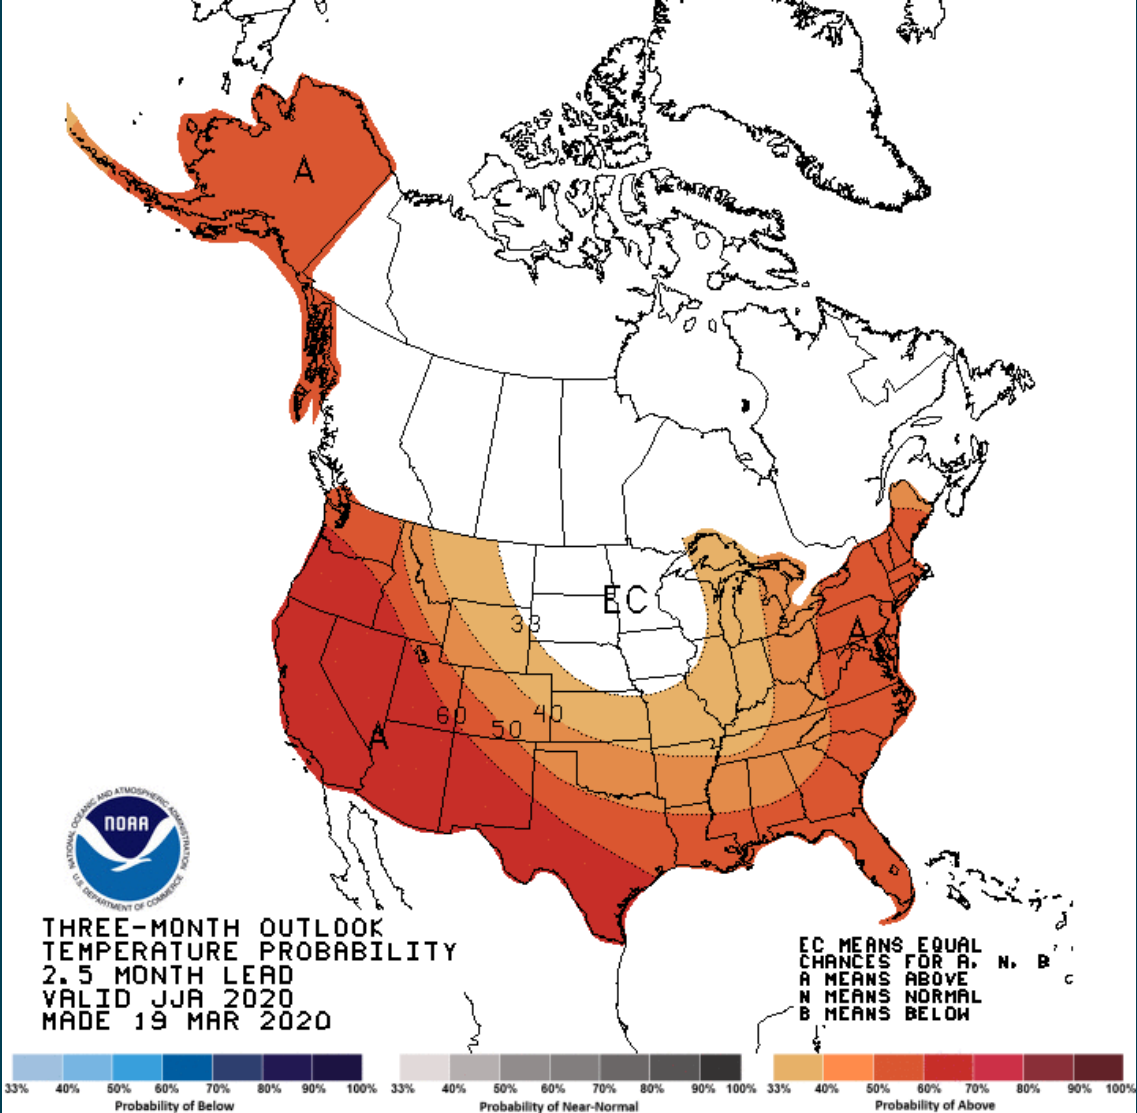 A
EC
33
A
60
50
40
A
NATIONAL OCEANIC AND ATMOSPHERIC ADMINISTRATION
NOAA
U.S. DEPARTMENT OF COMMERCE
THREE-MONTH OUTLOOK
TEMPERATURE PROBABILITY
2.5 MONTH LEAD
VALID JJA 2020
MADE 19 MAR 2020
EC MEANS EQUAL
CHANCES FOR A, N, B
A MEANS ABOVE
N MEANS NORMAL
B MEANS BELOW
33% 40% 50% 60% 70% 80% 90% 100%
Probability of Below
33% 40% 50% 60% 70% 80% 90% 100%
Probability of Near-Normal
33% 40% 50% 60% 70% 80% 90% 100%
Probability of Above